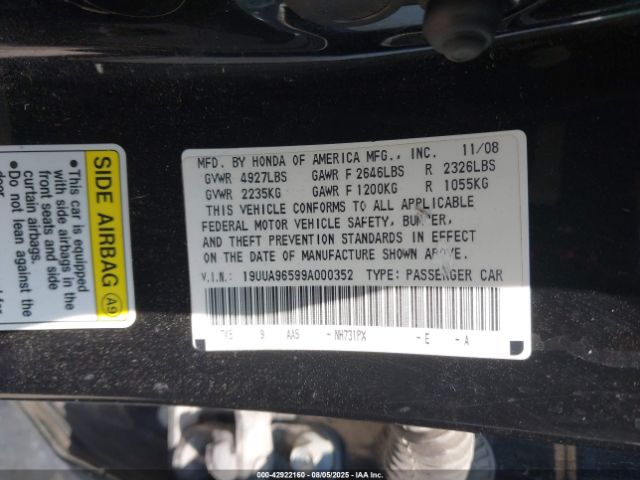 MFD. BY HONDA OF AMERICA MFG., INC. 11/08
GVWR 4927LBS GAWR F 2646LBS R 2326LBS
GVWR 2235KG GAWR F 1200KG R 1055KG
THIS VEHICLE CONFORMS TO ALL APPLICABLE
FEDERAL MOTOR VEHICLE SAFETY, BUMPER,
AND THEFT PREVENTION STANDARDS IN EFFECT
ON THE DATE OF MANUFACTURE SHOWN ABOVE.
V.I.N.: 19UUA96599A000352 TYPE: PASSENGER CAR
9 AA5 - NH731PX - E - A
SIDE AIRBAG A9
• This car is equipped
with side airbags in the
front seats and side
curtain airbags.
• Do not lean against the
door.
000-42922160 - 08/05/2025 - IAA Inc.